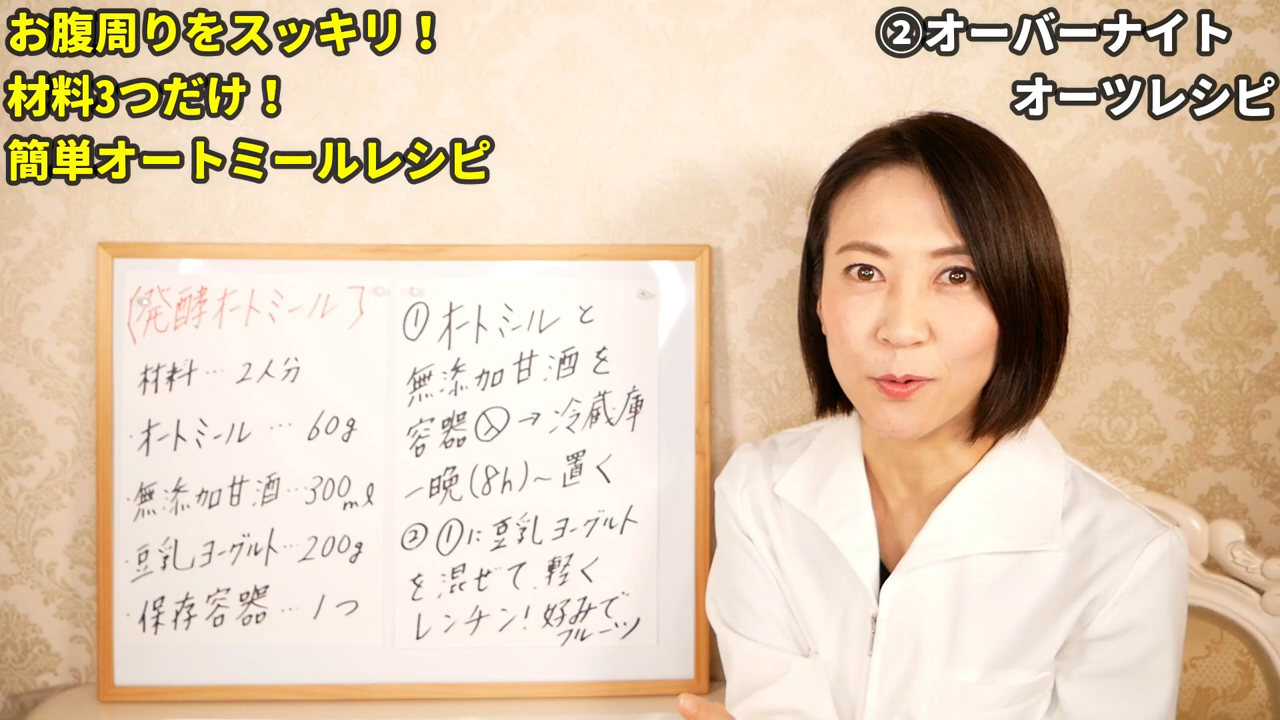 お腹周りをスッキリ！
材料3つだけ！
簡単オートミールレシピ
②オーバーナイト
オーツレシピ
〈発酵オートミール〉
材料…2人分
・オートミール…60g
・無添加甘酒…300ml
・豆乳ヨーグルト…200g
・保存容器…1つ
①オートミールと
無添加甘酒を
容器入→冷蔵庫
一晩(8h)~置く
②①に豆乳ヨーグルト
を混ぜて、軽く
レンチン！好みで
フルーツ